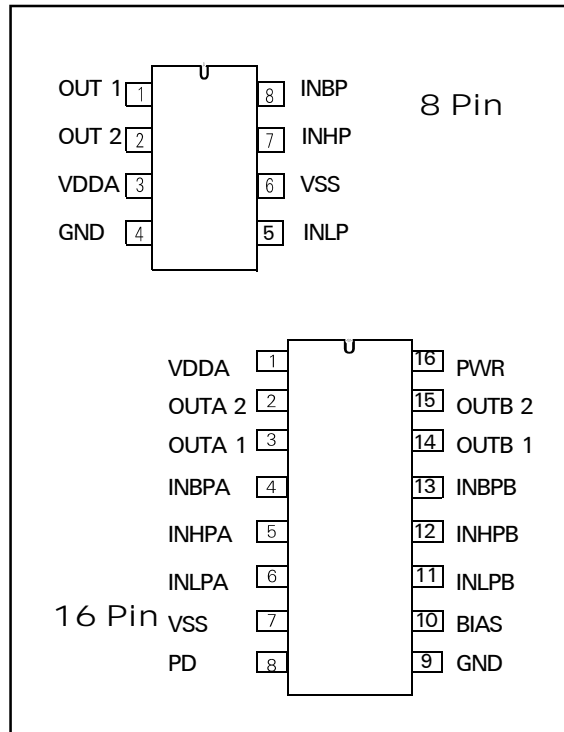 OUT 1 1 8 INBP
8 Pin
OUT 2 2 7 INHP
VDDA 3 6 VSS
GND 4 5 INLP
VDDA 1 16 PWR
OUTA 2 2 15 OUTB 2
OUTA 1 3 14 OUTB 1
INBPA 4 13 INBPB
INHPA 5 12 INHPB
INLPA 6 11 INLPB
16 Pin
VSS 7 10 BIAS
PD 8 9 GND